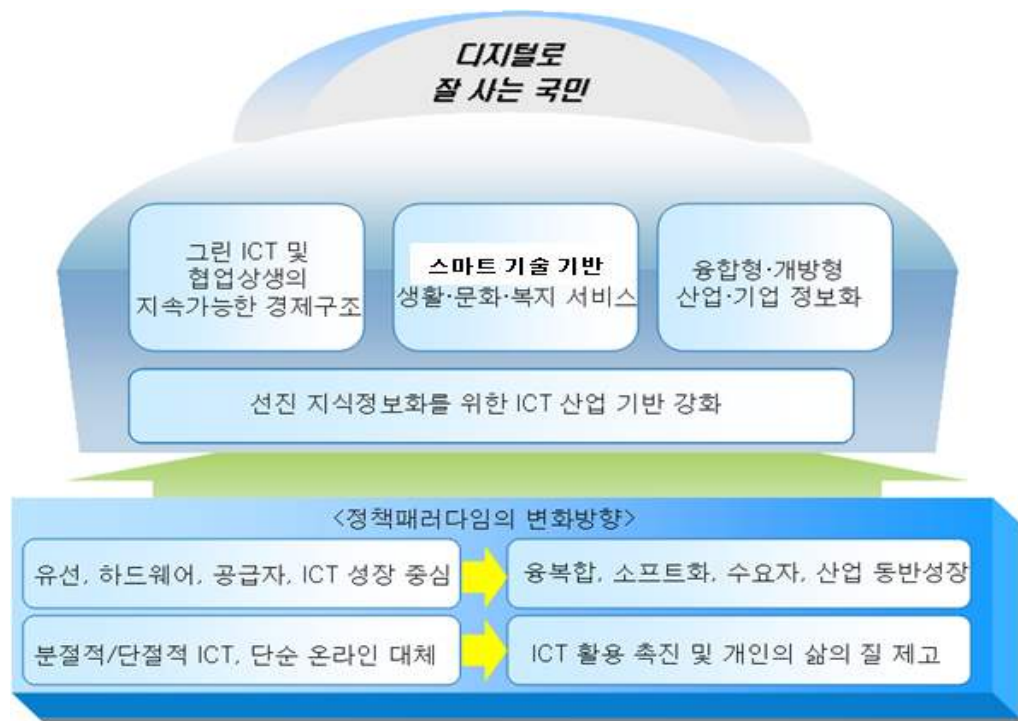 디지털로
잘 사는 국민
그린 ICT 및
협업상생의
지속가능한 경제구조
스마트 기술 기반
생활·문화·복지 서비스
융합형·개방형
산업·기업 정보화
선진 지식정보화를 위한 ICT 산업 기반 강화
<정책패러다임의 변화방향>
유선, 하드웨어, 공급자, ICT 성장 중심
융복합, 소프트화, 수요자, 산업 동반성장
분절적/단절적 ICT, 단순 온라인 대체
ICT 활용 촉진 및 개인의 삶의 질 제고